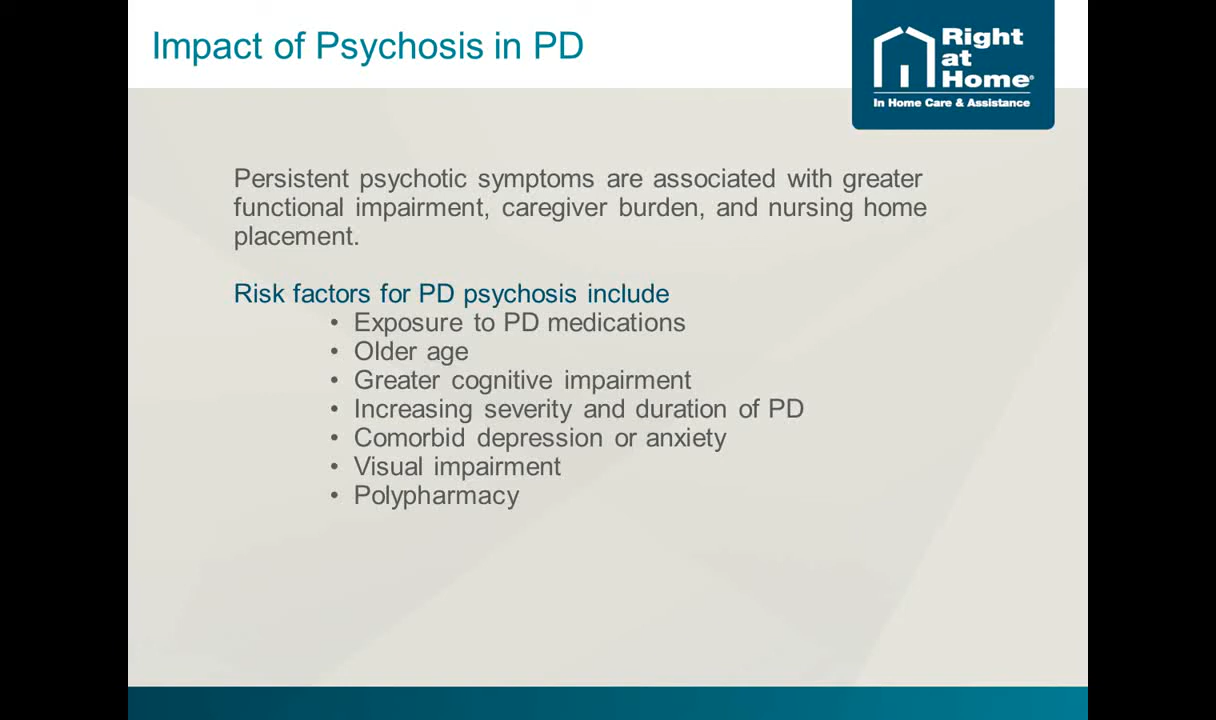 Impact of Psychosis in PD
Right
at
Home®
In Home Care & Assistance
Persistent psychotic symptoms are associated with greater
functional impairment, caregiver burden, and nursing home
placement.
Risk factors for PD psychosis include
• Exposure to PD medications
• Older age
• Greater cognitive impairment
• Increasing severity and duration of PD
• Comorbid depression or anxiety
• Visual impairment
• Polypharmacy